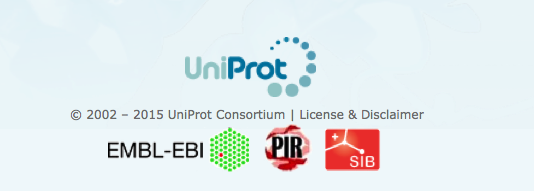 UniProt
© 2002 – 2015 UniProt Consortium | License & Disclaimer
EMBL-EBI PIR SIB